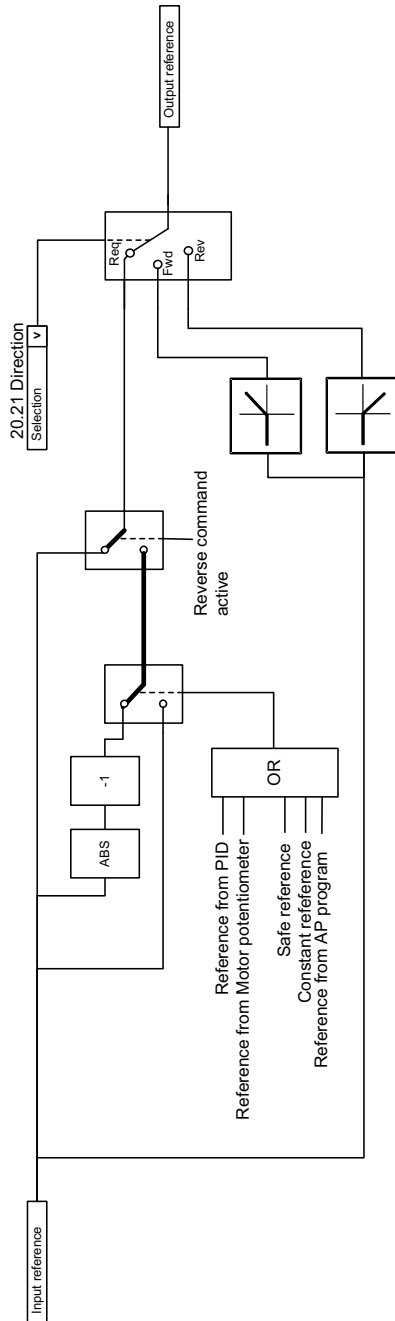 Input reference
ABS
-1
Reference from PID
Reference from Motor potentiometer
Safe reference
Constant reference
Reference from AP program
OR
Reverse command
active
20.21 Direction
Selection
v
Req
Fwd
Rev
Output reference